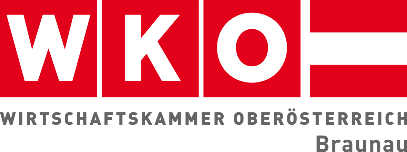 WKO
WIRTSCHAFTSKAMMER OBERÖSTERREICH
Braunau